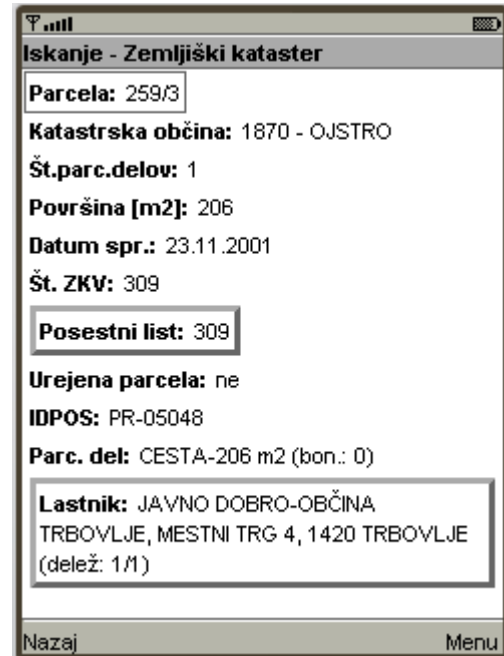 Iskanje - Zemljiški kataster
Parcela: 259/3
Katastrska občina: 1870 - OJSTRO
Št.parc.delov: 1
Površina [m2]: 206
Datum spr.: 23.11.2001
Št. ZKV: 309
Posestni list: 309
Urejena parcela: ne
IDPOS: PR-05048
Parc. del: CESTA-206 m2 (bon.: 0)
Lastnik: JAVNO DOBRO-OBČINA
TRBOVLJE, MESTNI TRG 4, 1420 TRBOVLJE
(delež: 1/1)
Nazaj
Menu